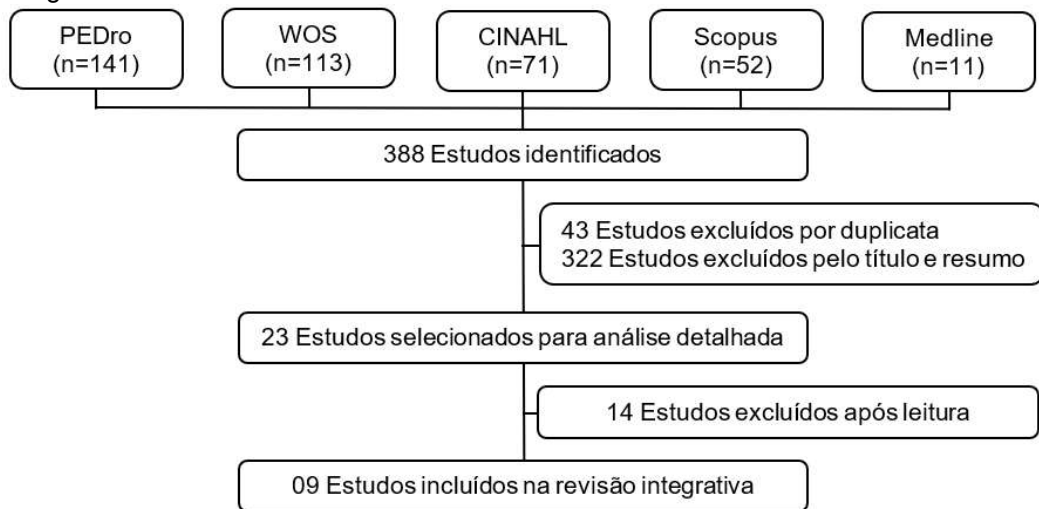 PEDro
(n=141)
WOS
(n=113)
CINAHL
(n=71)
Scopus
(n=52)
Medline
(n=11)
388 Estudos identificados
43 Estudos excluídos por duplicata
322 Estudos excluídos pelo título e resumo
23 Estudos selecionados para análise detalhada
14 Estudos excluídos após leitura
09 Estudos incluídos na revisão integrativa